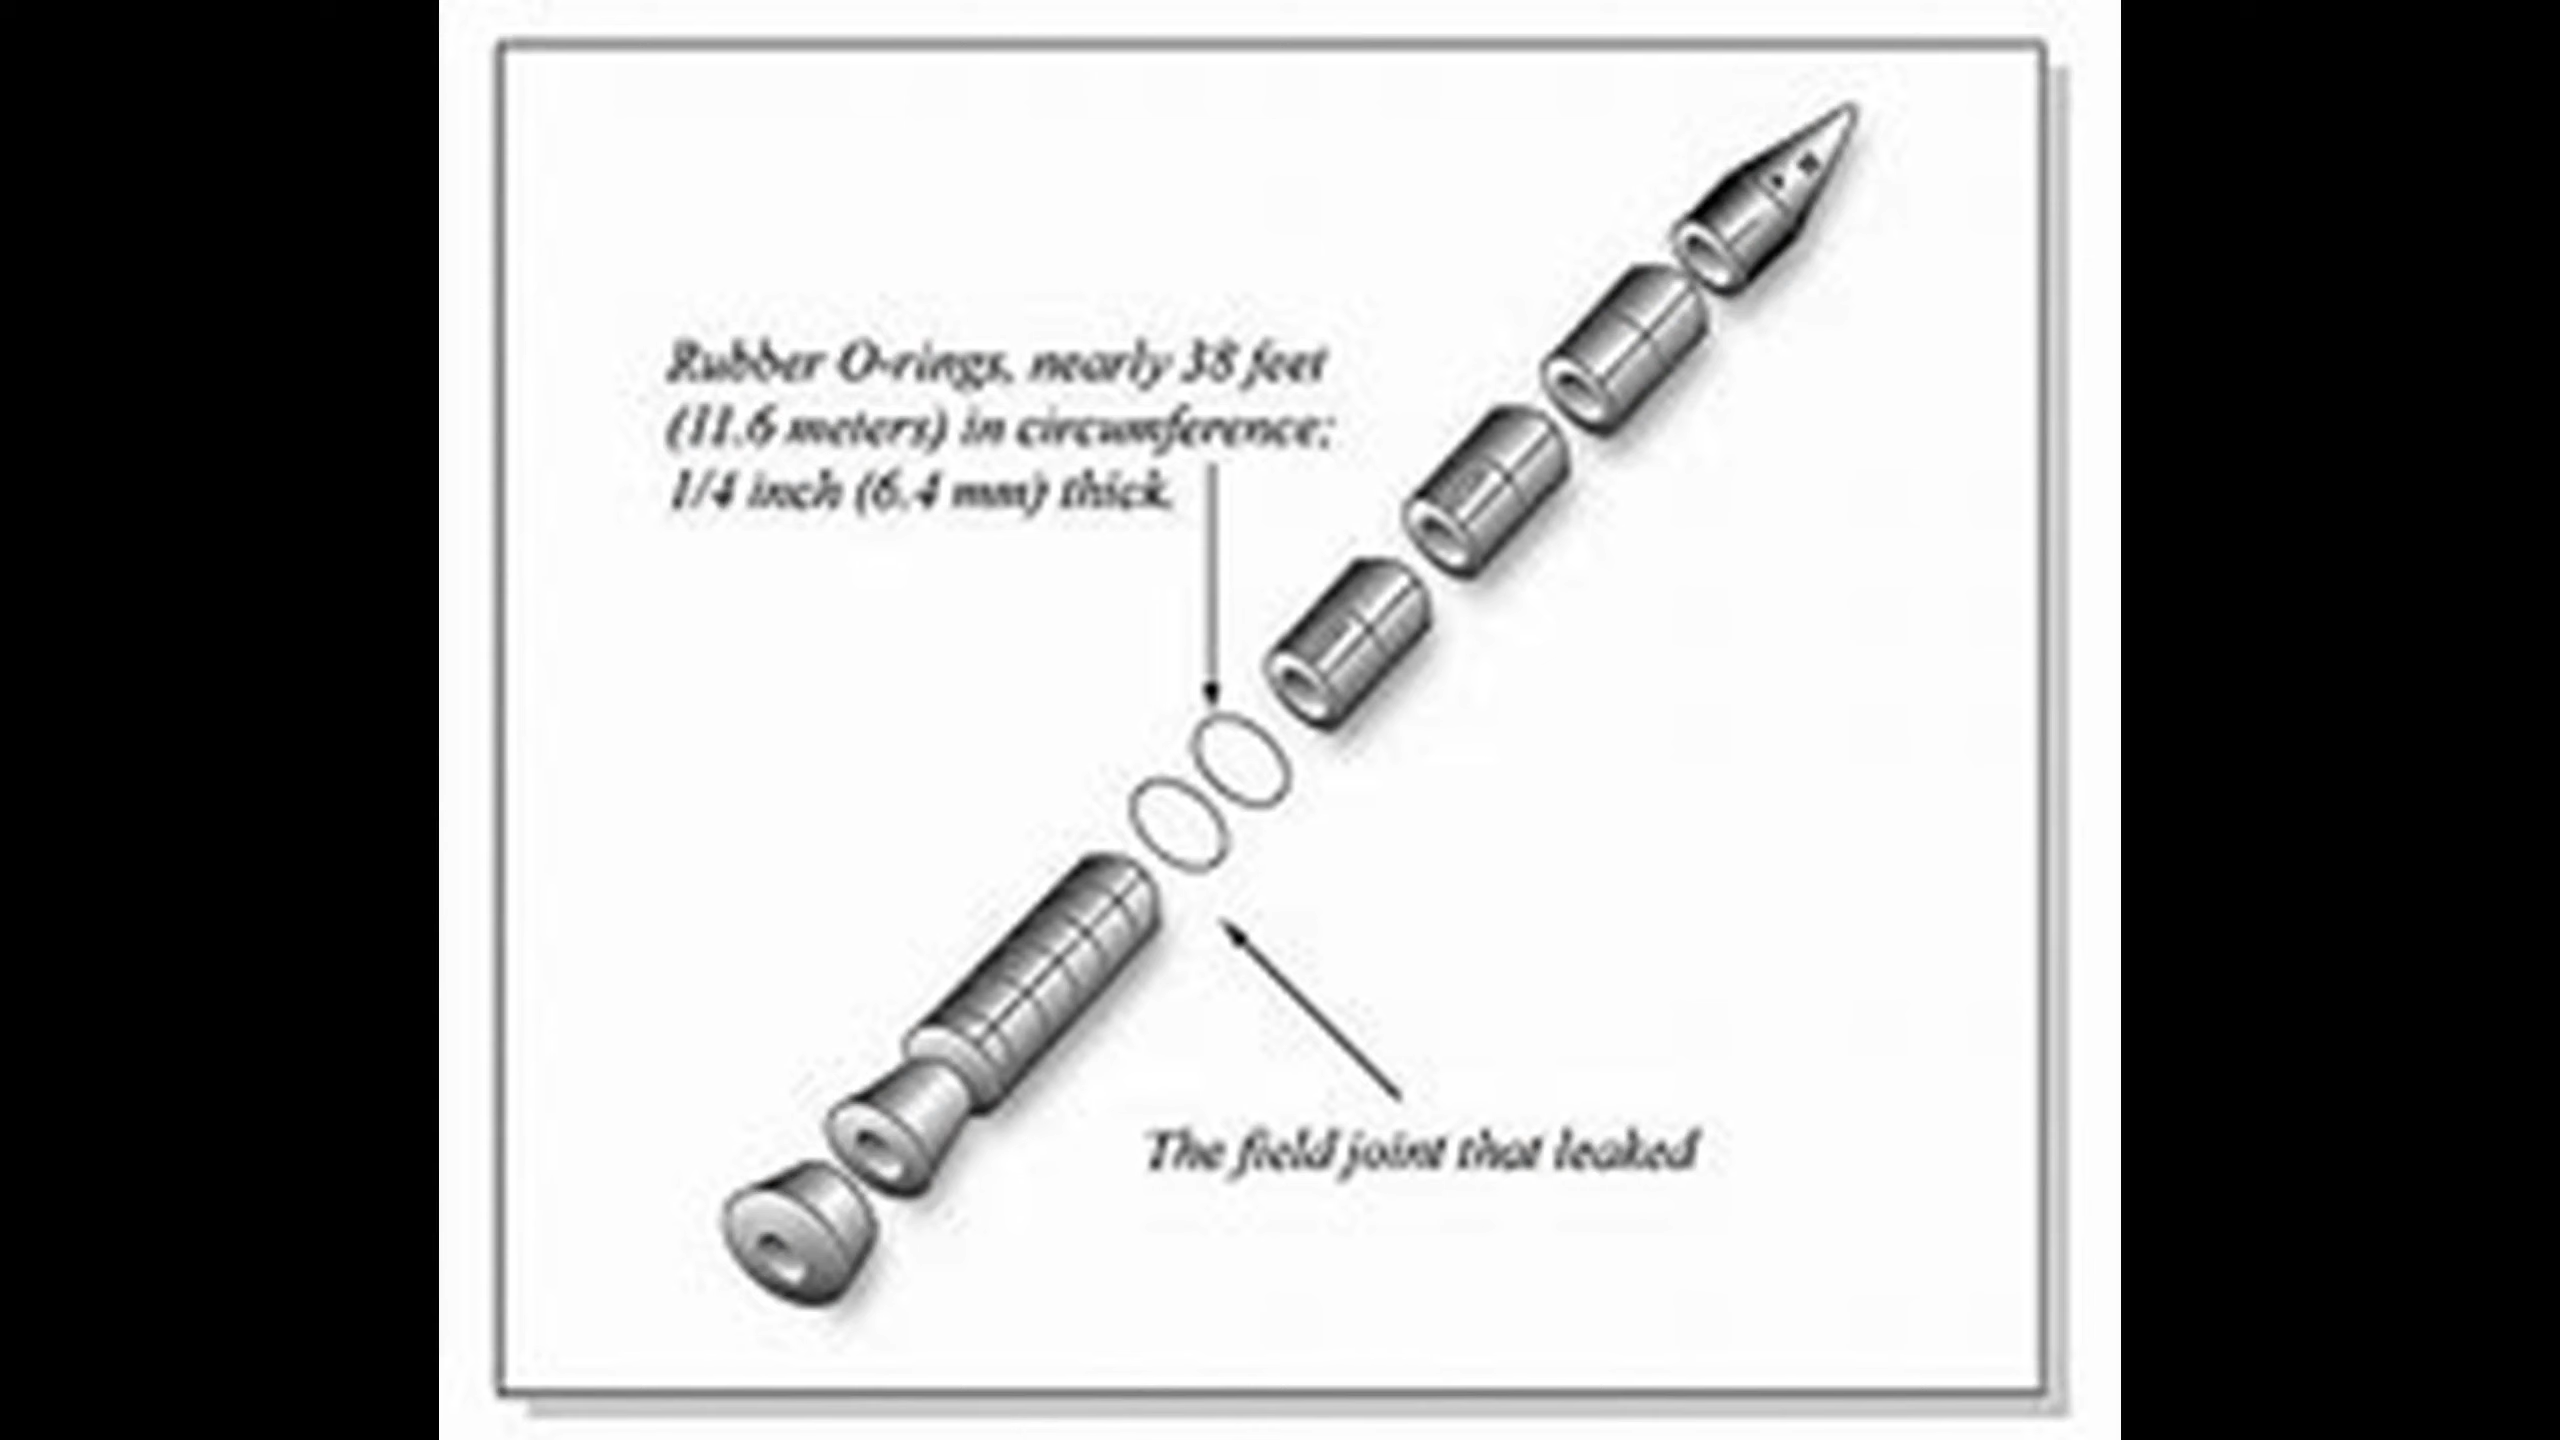 Rubber O-rings, nearly 38 feet
(11.6 meters) in circumference;
1/4 inch (6.4 mm) thick.
The field joint that leaked